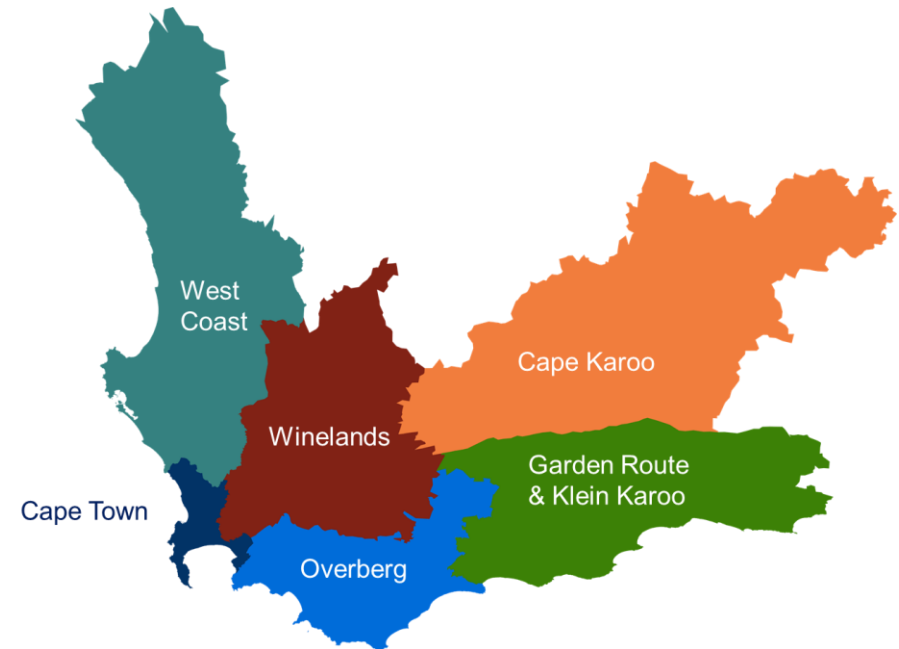 West
Coast
Cape Karoo
Winelands
Garden Route
& Klein Karoo
Cape Town
Overberg